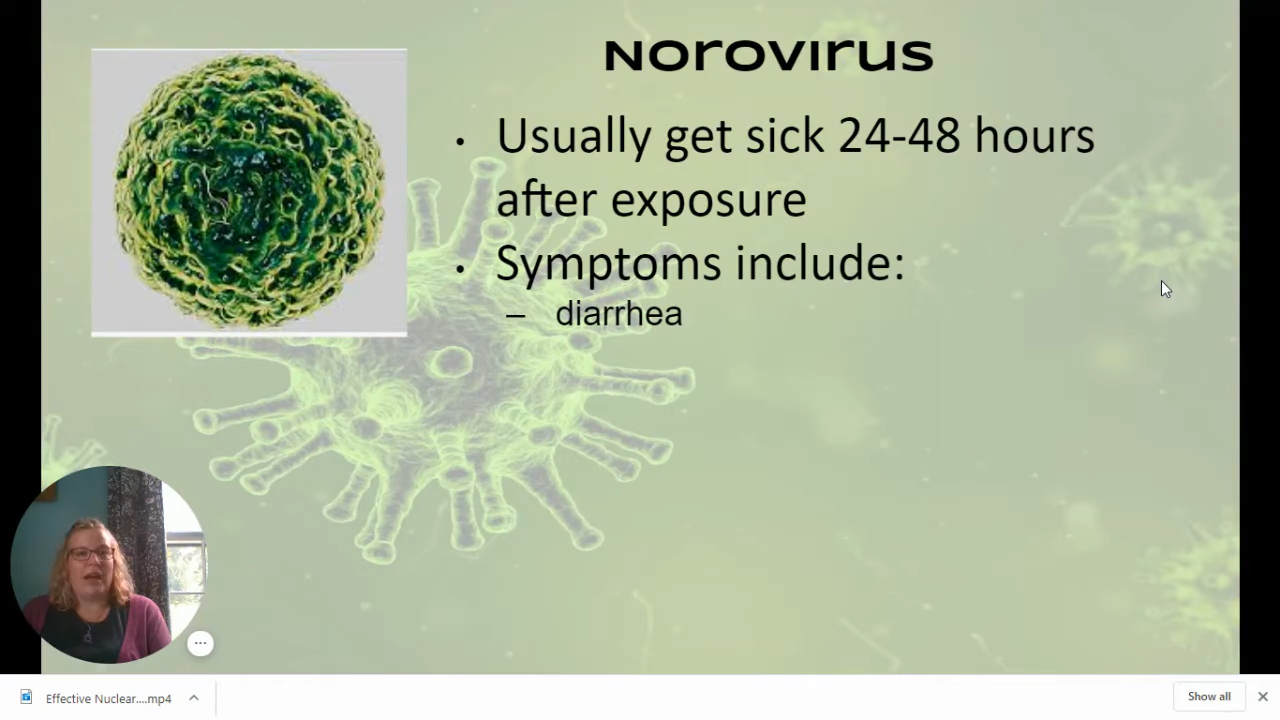 Norovirus
• Usually get sick 24-48 hours
after exposure
• Symptoms include:
– diarrhea
...
Effective Nuclear....mp4
Show all